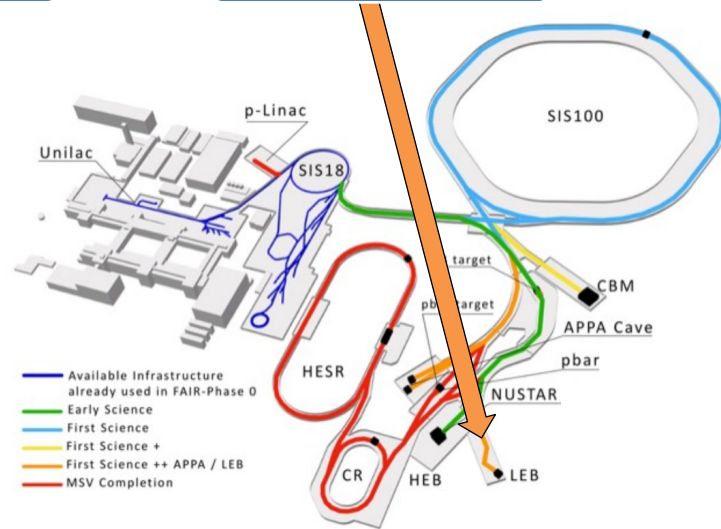 p-Linac
SIS100
Unilac
SIS18
target
CBM
target
APPA Cave
HESR
pbar
NUSTAR
CR
HEB
LEB
Available Infrastructure
already used in FAIR-Phase 0
Early Science
First Science
First Science +
First Science ++ APPA / LEB
MSV Completion